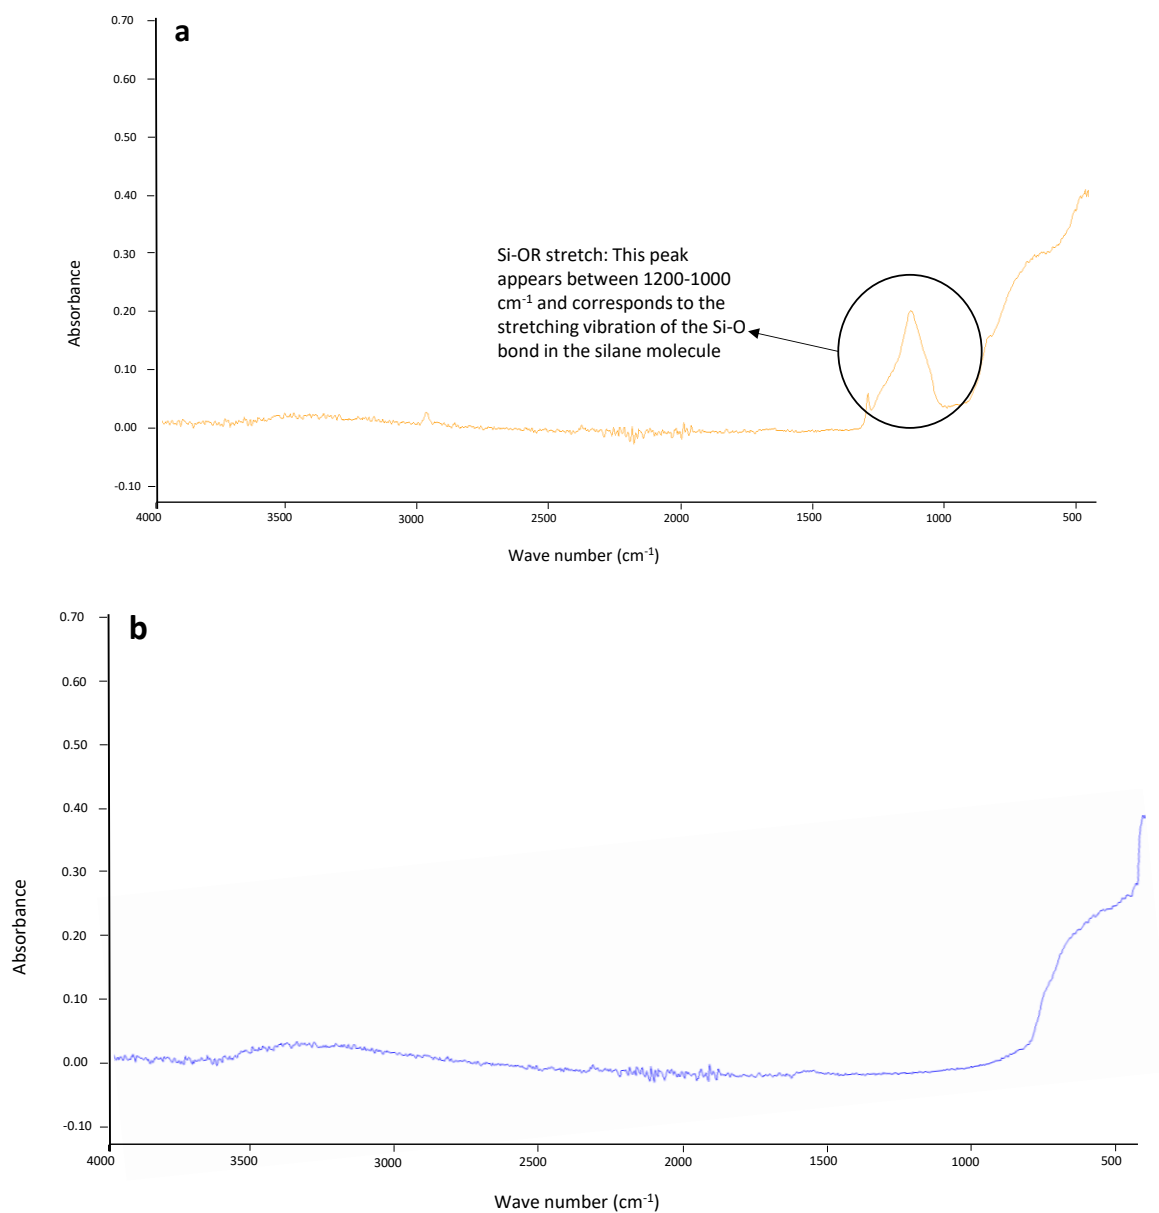 a
0.70
0.60
0.50
0.40
0.30
0.20
0.10
0.00
-0.10
Absorbance
Si-OR stretch: This peak
appears between 1200-1000
cm⁻¹ and corresponds to the
stretching vibration of the Si-O
bond in the silane molecule
4000 3500 3000 2500 2000 1500 1000 500
Wave number (cm⁻¹)
b
0.70
0.60
0.50
0.40
0.30
0.20
0.10
0.00
-0.10
Absorbance
4000 3500 3000 2500 2000 1500 1000 500
Wave number (cm⁻¹)